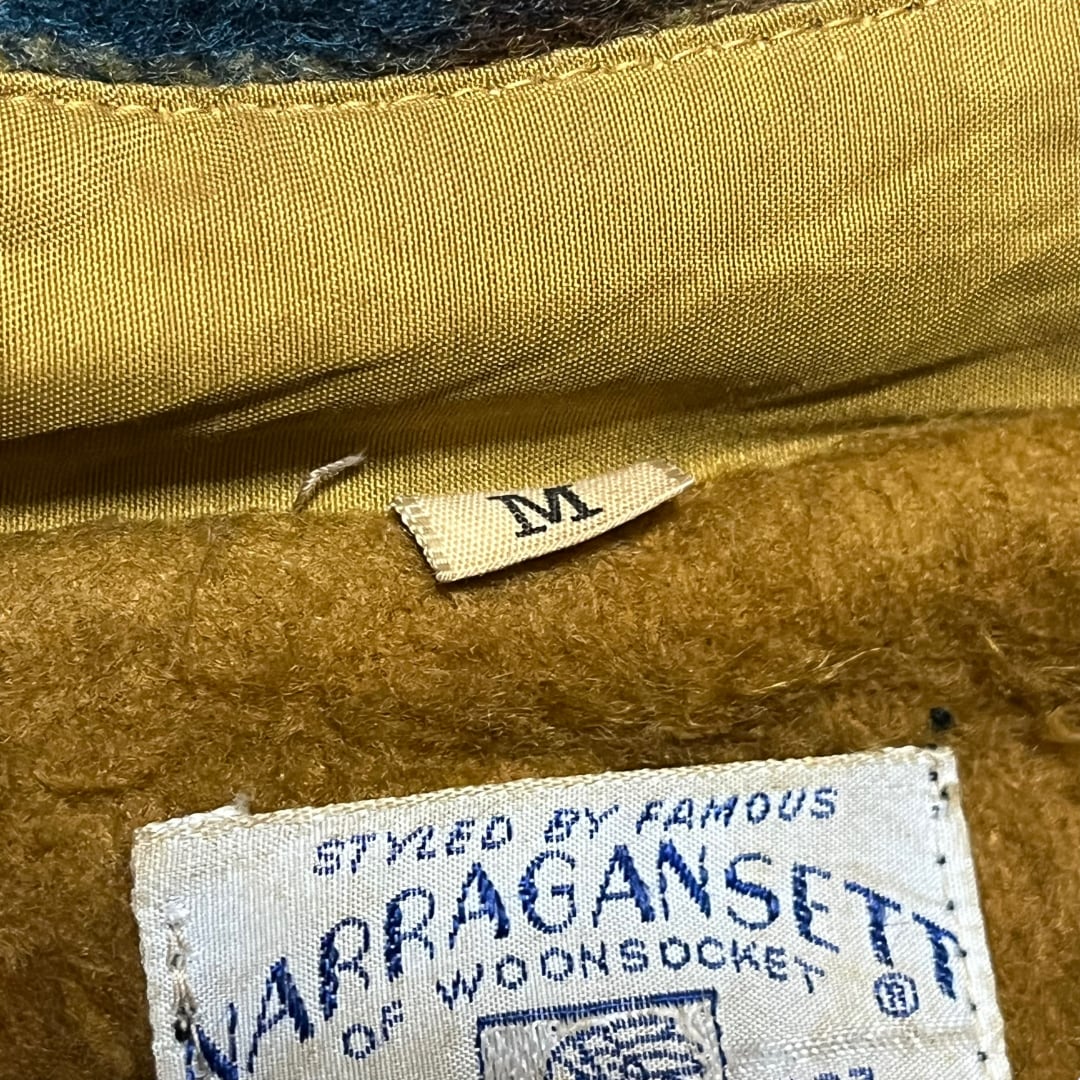 M
STYLED BY FAMOUS
NARRAGANSETT
OF WOONSOCKET ®